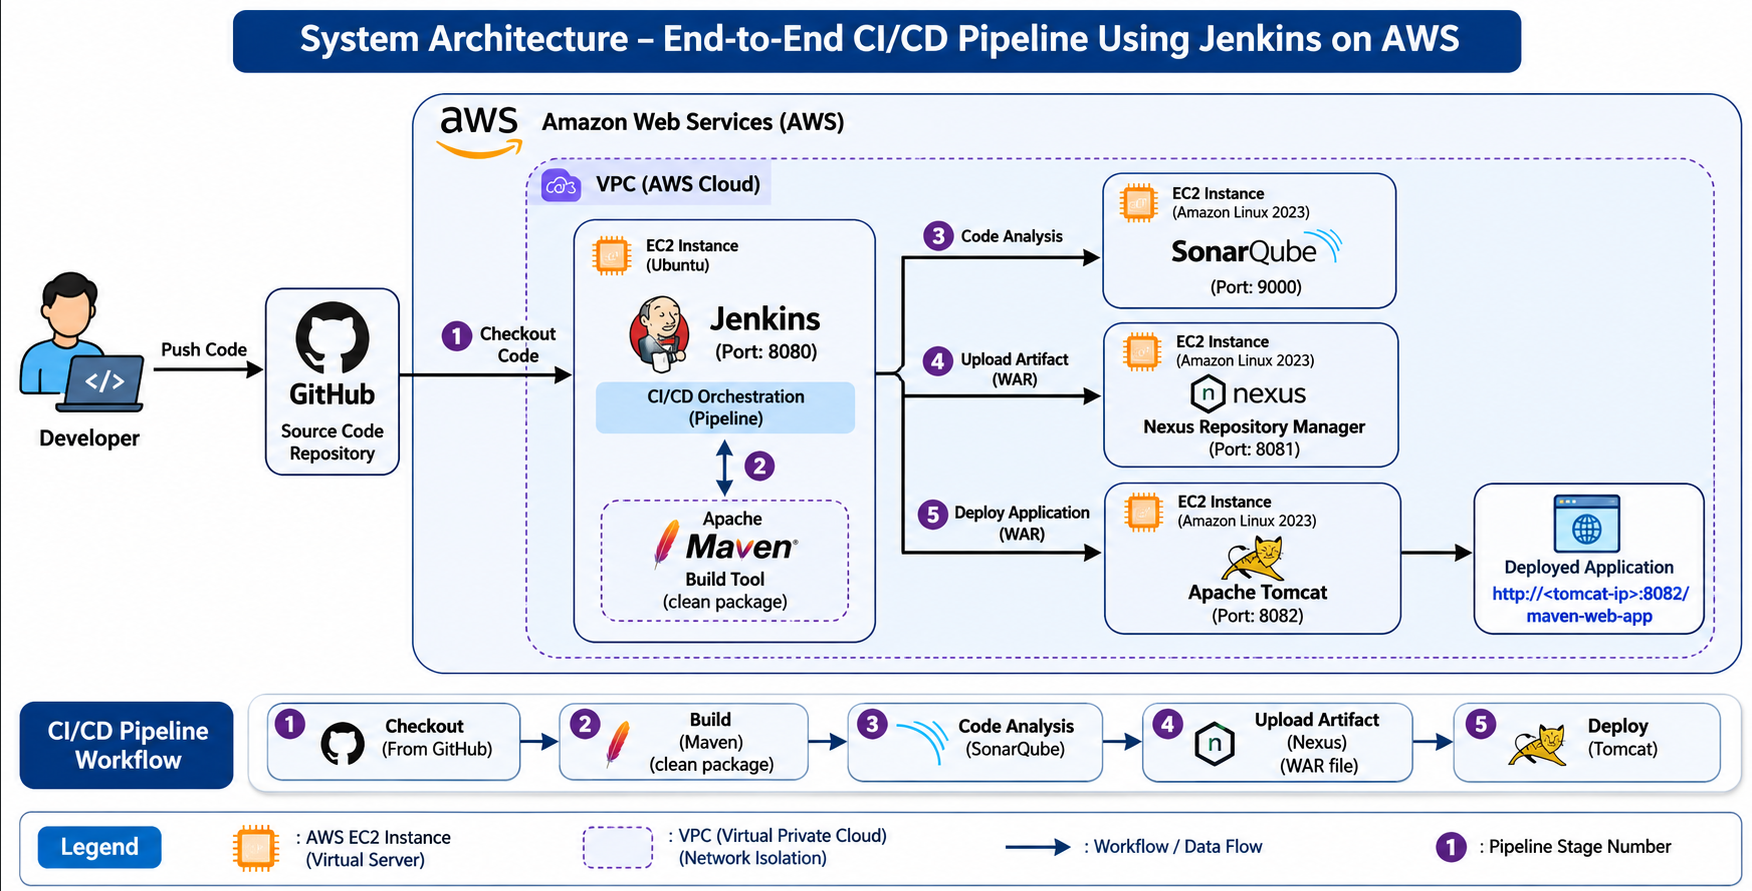 System Architecture – End-to-End CI/CD Pipeline Using Jenkins on AWS
aws
Amazon Web Services (AWS)
VPC (AWS Cloud)
Developer
Push Code
GitHub
Source Code
Repository
1
Checkout
Code
EC2 Instance
(Ubuntu)
Jenkins
(Port: 8080)
CI/CD Orchestration
(Pipeline)
2
Apache
Maven®
Build Tool
(clean package)
3
Code Analysis
EC2 Instance
(Amazon Linux 2023)
SonarQube
(Port: 9000)
4
Upload Artifact
(WAR)
EC2 Instance
(Amazon Linux 2023)
n nexus
Nexus Repository Manager
(Port: 8081)
5
Deploy Application
(WAR)
EC2 Instance
(Amazon Linux 2023)
Apache Tomcat
(Port: 8082)
Deployed Application
http://<tomcat-ip>:8082/
maven-web-app
CI/CD Pipeline
Workflow
1
Checkout
(From GitHub)
2
Build
(Maven)
(clean package)
3
Code Analysis
(SonarQube)
4
n
Upload Artifact
(Nexus)
(WAR file)
5
Deploy
(Tomcat)
Legend
: AWS EC2 Instance
(Virtual Server)
: VPC (Virtual Private Cloud)
(Network Isolation)
: Workflow / Data Flow
1 : Pipeline Stage Number